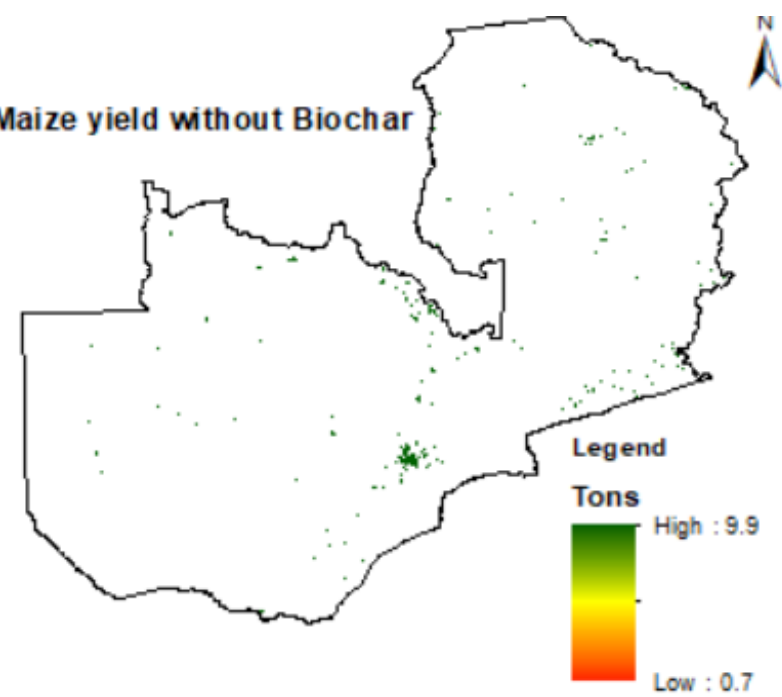 N
Maize yield without Biochar
Legend
Tons
High : 9.9
Low : 0.7